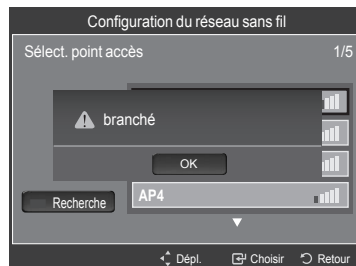 Configuration du réseau sans fil
Sélect. point accès 1/5
branché
OK
Recherche
AP4
Dépl. Choisir Retour